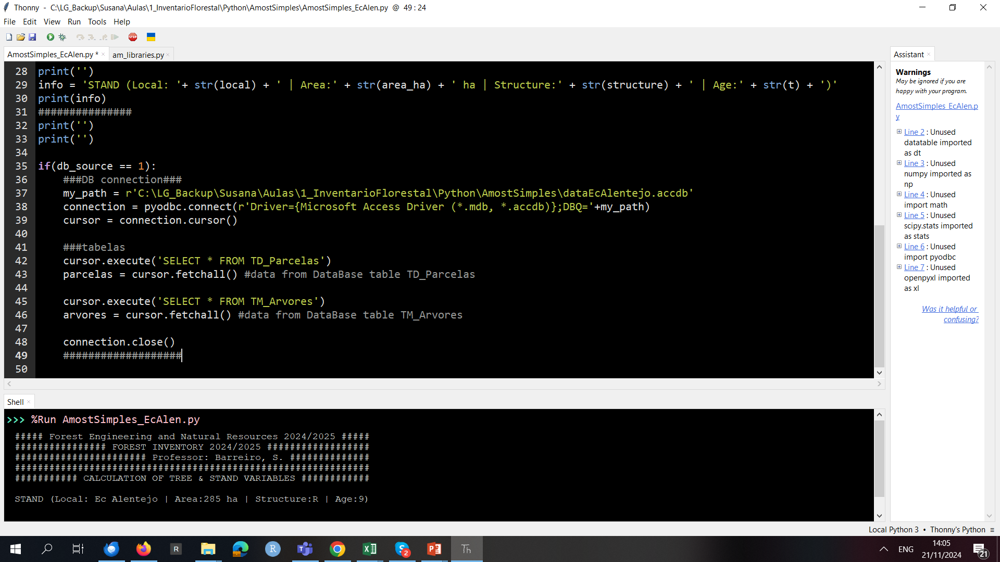 Thonny - C:\LG_Backup\Susana\Aulas\1_InventarioFlorestal\Python\AmostSimples\AmostSimples_EcAlen.py @ 49 : 24
File Edit View Run Tools Help
STOP
AmostSimples_EcAlen.py * × am_libraries.py ×
28 print('')
29 info = 'STAND (Local: '+ str(local) + ' | Area:' + str(area_ha) + ' ha | Structure:' + str(structure) + ' | Age:' + str(t) + ')'
30 print(info)
31 ###############
32 print('')
33 print('')
34
35 if(db_source == 1):
36 ###DB connection###
37 my_path = r'C:\LG_Backup\Susana\Aulas\1_InventarioFlorestal\Python\AmostSimples\dataEcAlentejo.accdb'
38 connection = pyodbc.connect(r'Driver={Microsoft Access Driver (*.mdb, *.accdb)};DBQ='+my_path)
39 cursor = connection.cursor()
40
41 ###tabelas
42 cursor.execute('SELECT * FROM TD_Parcelas')
43 parcelas = cursor.fetchall() #data from DataBase table TD_Parcelas
44
45 cursor.execute('SELECT * FROM TM_Arvores')
46 arvores = cursor.fetchall() #data from DataBase table TM_Arvores
47
48 connection.close()
49 ###################
50
Shell ×
>>> %Run AmostSimples_EcAlen.py
##### Forest Engineering and Natural Resources 2024/2025 #####
################ FOREST INVENTORY 2024/2025 ##################
####################### Professor: Barreiro, S. ##############
##############################################################
########### CALCULATION OF TREE & STAND VARIABLES ############
STAND (Local: Ec Alentejo | Area:285 ha | Structure:R | Age:9)
Assistant ×
Warnings
May be ignored if you are
happy with your program.
AmostSimples_EcAlen.p
y
Line 2 : Unused
datatable imported
as dt
Line 3 : Unused
numpy imported as
np
Line 4 : Unused
import math
Line 5 : Unused
scipy.stats imported
as stats
Line 6 : Unused
import pyodbc
Line 7 : Unused
openpyxl imported
as xl
Was it helpful or
confusing?
Local Python 3 • Thonny's Python ≡
R
R
T
X
S 2
P
Th
ENG
14:05
21/11/2024
21